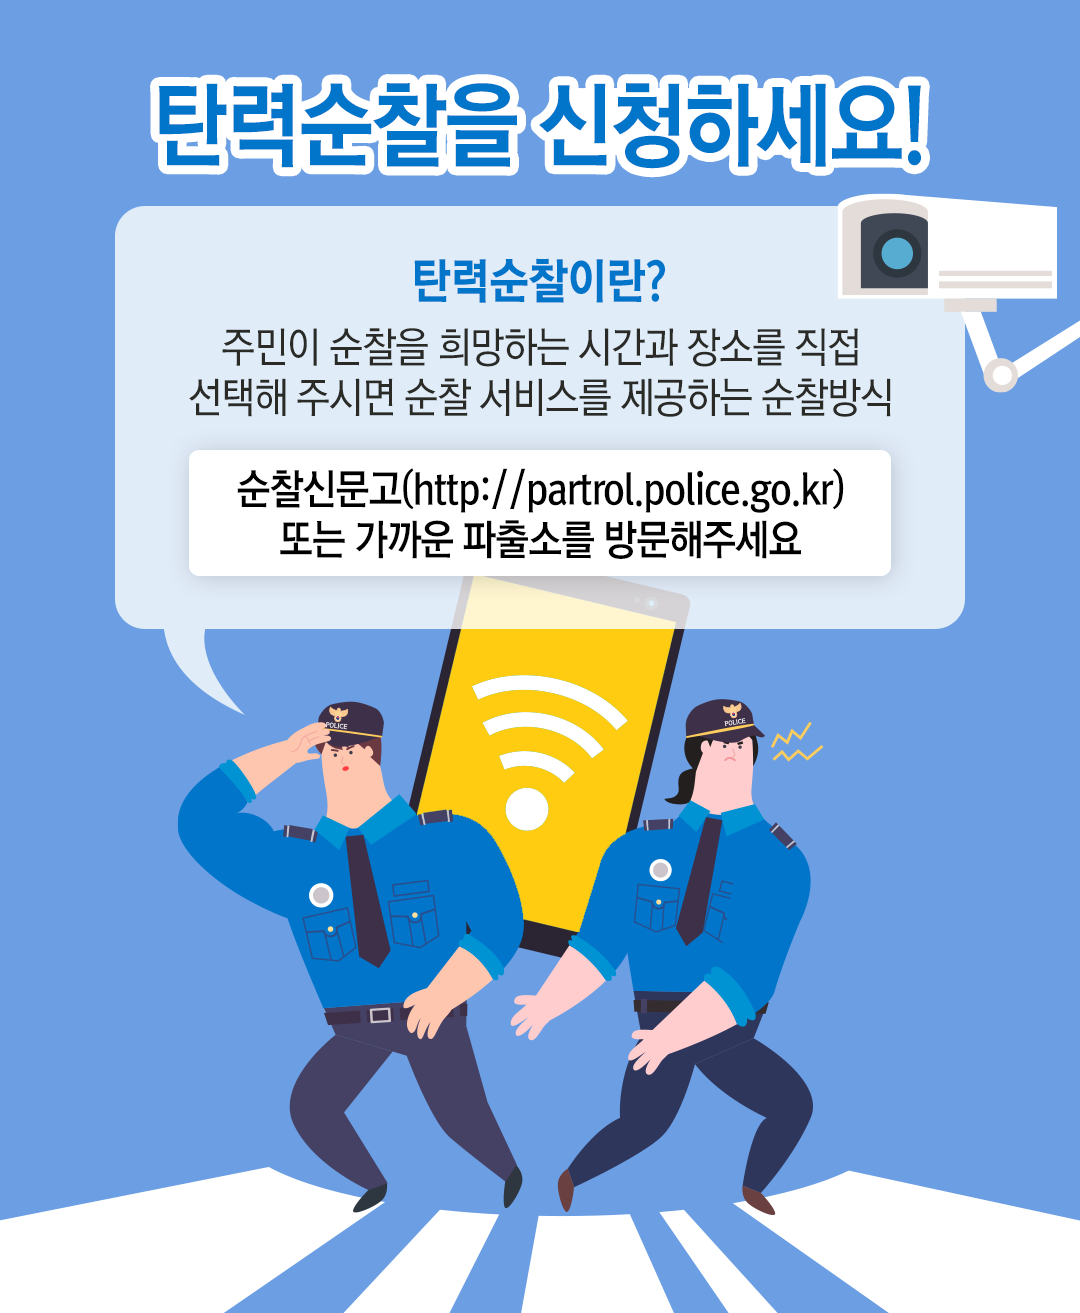 탄력순찰을 신청하세요!
탄력순찰이란?
주민이 순찰을 희망하는 시간과 장소를 직접
선택해 주시면 순찰 서비스를 제공하는 순찰방식
순찰신문고(http://partrol.police.go.kr)
또는 가까운 파출소를 방문해주세요
POLICE
POLICE